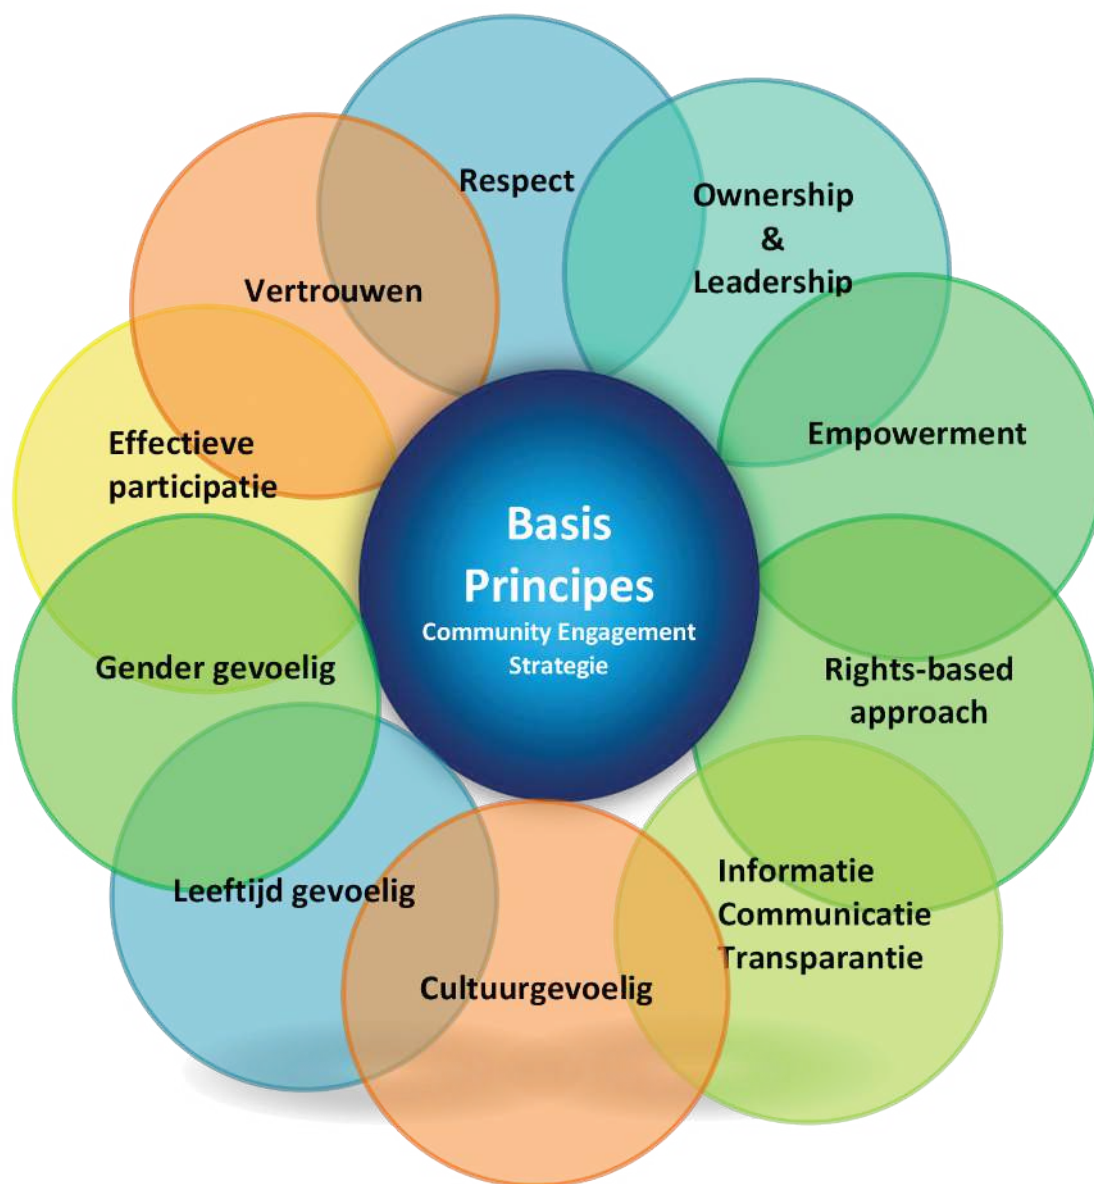 Respect
Ownership
&
Leadership
Empowerment
Rights-based
approach
Informatie
Communicatie
Transparantie
Cultuurgevoelig
Leeftijd gevoelig
Gender gevoelig
Effectieve
participatie
Vertrouwen
Basis
Principes
Community Engagement
Strategie